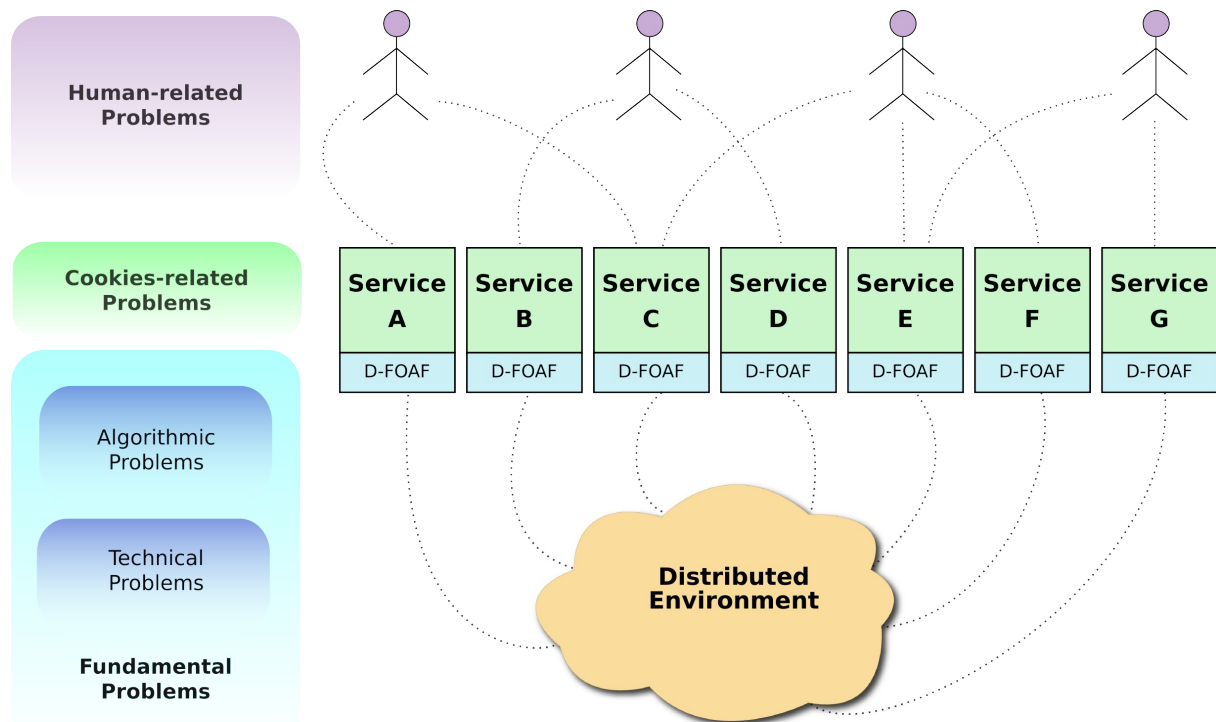 Human-related
Problems
Cookies-related
Problems
Service
A
Service
B
Service
C
Service
D
Service
E
Service
F
Service
G
D-FOAF
D-FOAF
D-FOAF
D-FOAF
D-FOAF
D-FOAF
D-FOAF
Algorithmic
Problems
Technical
Problems
Fundamental
Problems
Distributed
Environment